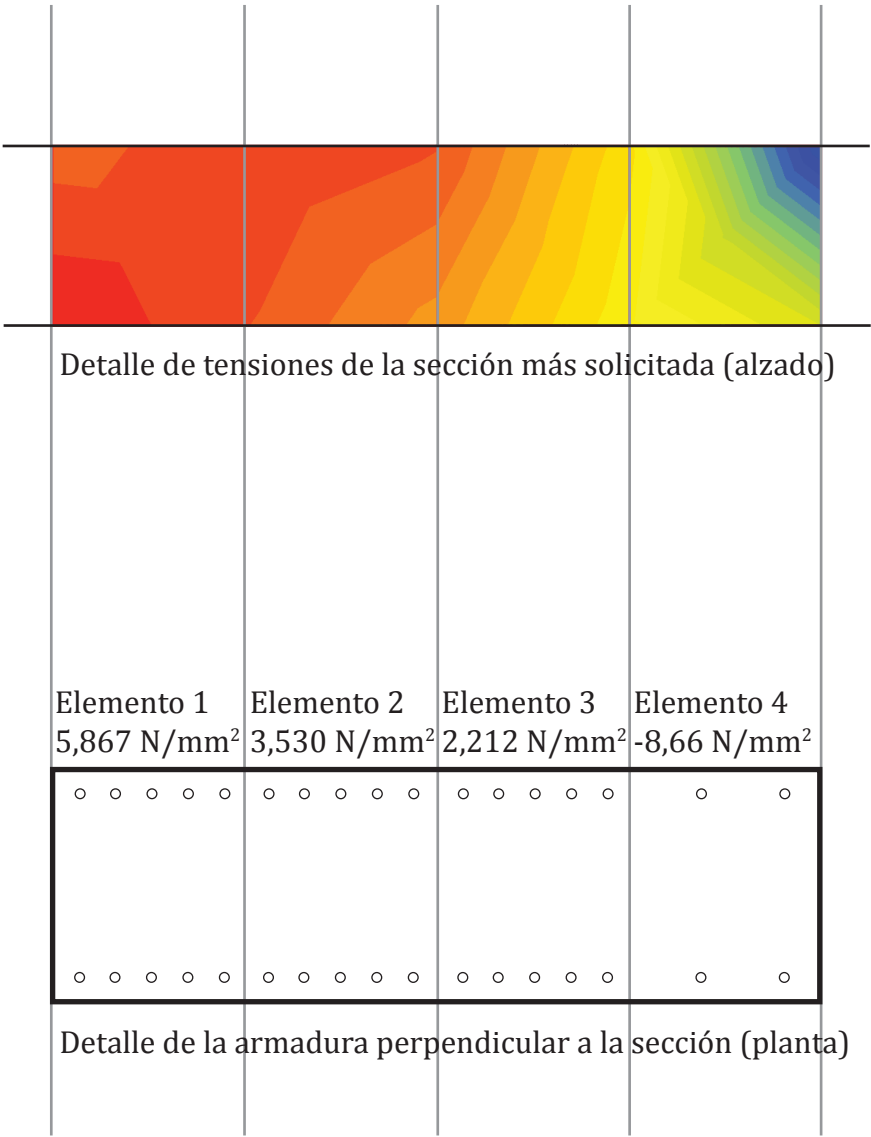 Detalle de tensiones de la sección más solicitada (alzado)
Elemento 1 Elemento 2 Elemento 3 Elemento 4
5,867 N/mm² 3,530 N/mm² 2,212 N/mm² -8,66 N/mm²
Detalle de la armadura perpendicular a la sección (planta)